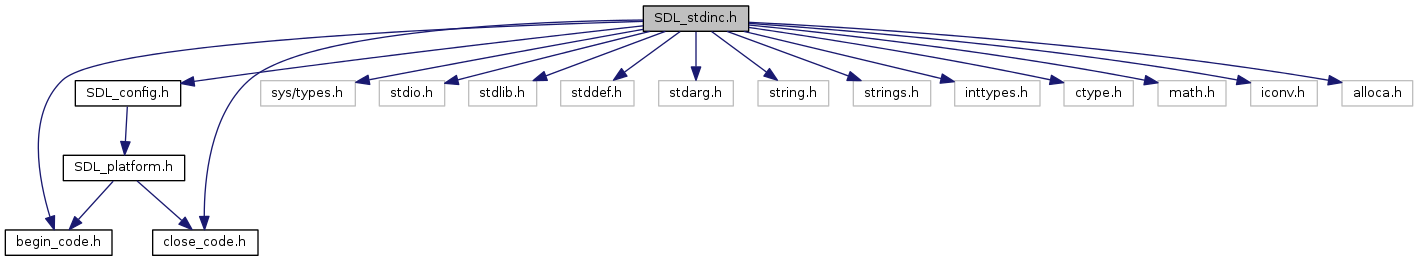 SDL_stdinc.h
SDL_config.h
sys/types.h
stdio.h
stdlib.h
stddef.h
stdarg.h
string.h
strings.h
inttypes.h
ctype.h
math.h
iconv.h
alloca.h
SDL_platform.h
begin_code.h
close_code.h